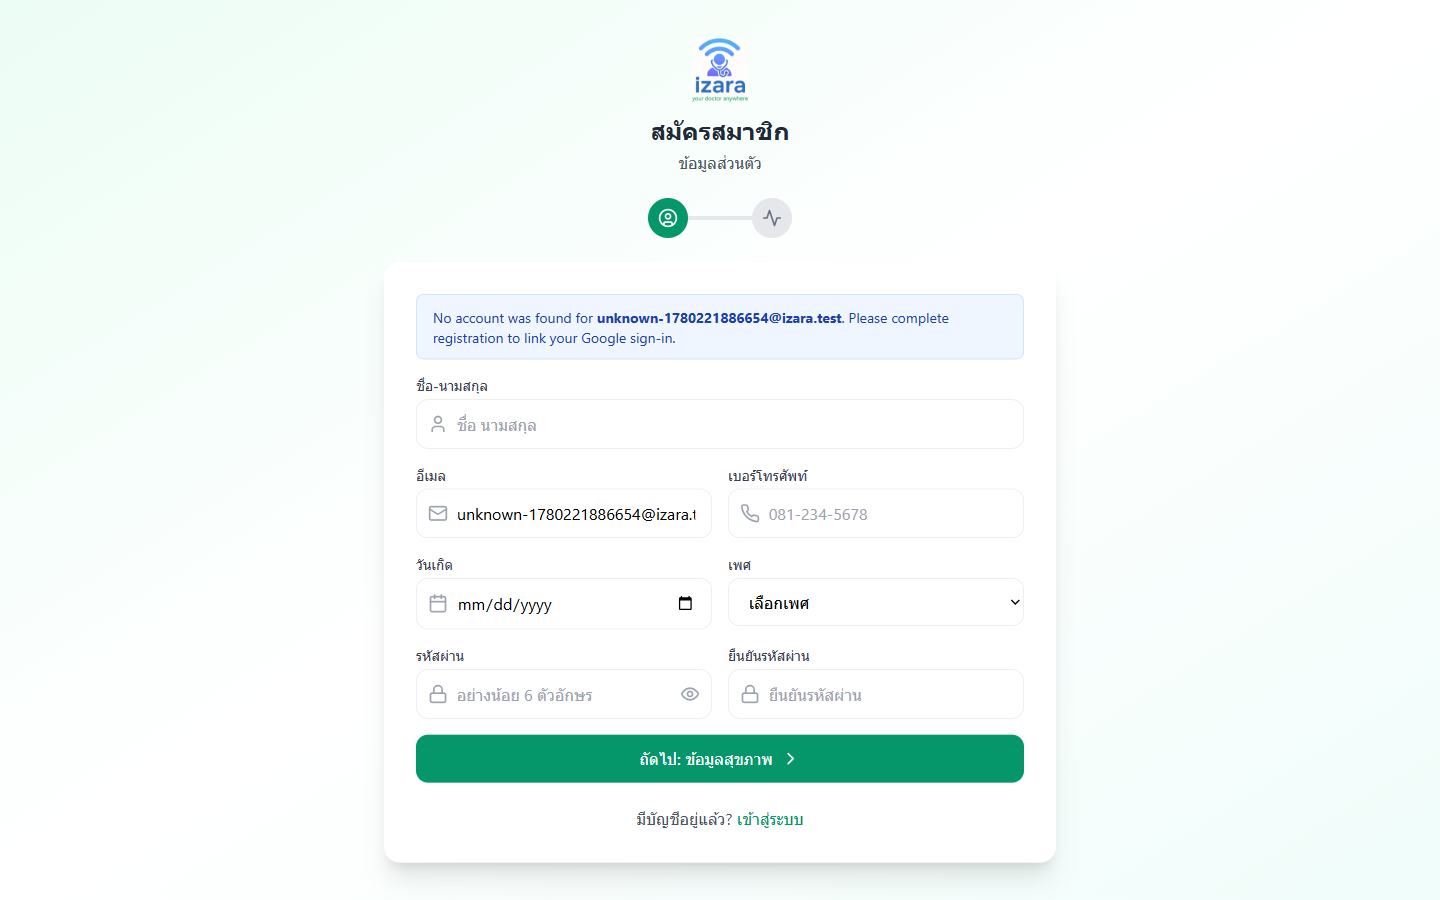 izara
your doctor anywhere
สมัครสมาชิก
ข้อมูลส่วนตัว
No account was found for unknown-1780221886654@izara.test. Please complete
registration to link your Google sign-in.
ชื่อ-นามสกุล
ชื่อ นามสกุล
อีเมล
เบอร์โทรศัพท์
unknown-1780221886654@izara.t
081-234-5678
วันเกิด
เพศ
mm/dd/yyyy
เลือกเพศ
รหัสผ่าน
ยืนยันรหัสผ่าน
อย่างน้อย 6 ตัวอักษร
ยืนยันรหัสผ่าน
ถัดไป: ข้อมูลสุขภาพ
มีบัญชีอยู่แล้ว? เข้าสู่ระบบ